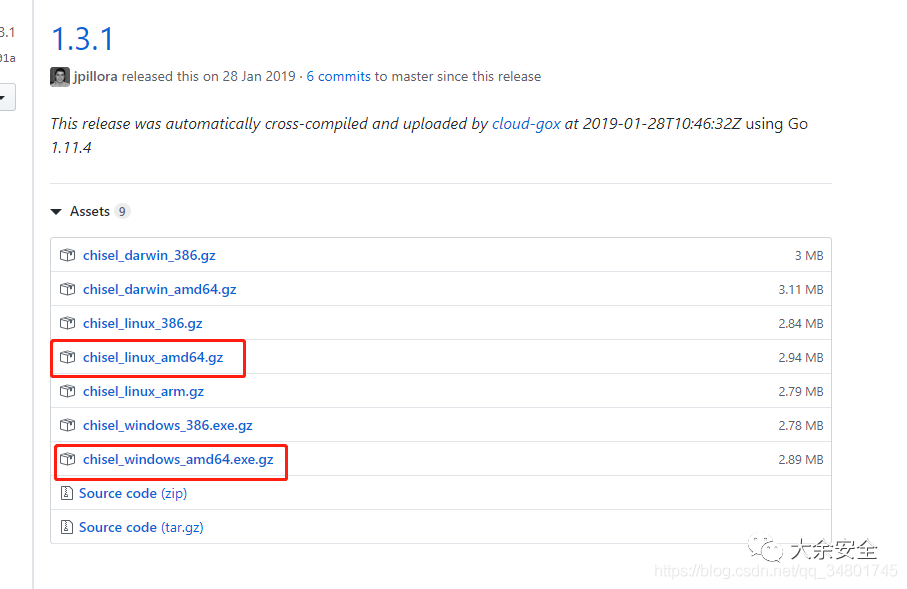 3.1
01a
1.3.1
jpillora released this on 28 Jan 2019 · 6 commits to master since this release
This release was automatically cross-compiled and uploaded by cloud-gox at 2019-01-28T10:46:32Z using Go
1.11.4
Assets 9
chisel_darwin_386.gz 3 MB
chisel_darwin_amd64.gz 3.11 MB
chisel_linux_386.gz 2.84 MB
chisel_linux_amd64.gz 2.94 MB
chisel_linux_arm.gz 2.79 MB
chisel_windows_386.exe.gz 2.78 MB
chisel_windows_amd64.exe.gz 2.89 MB
Source code (zip)
Source code (tar.gz)
大余安全
https://blog.csdn.net/qq_34801745